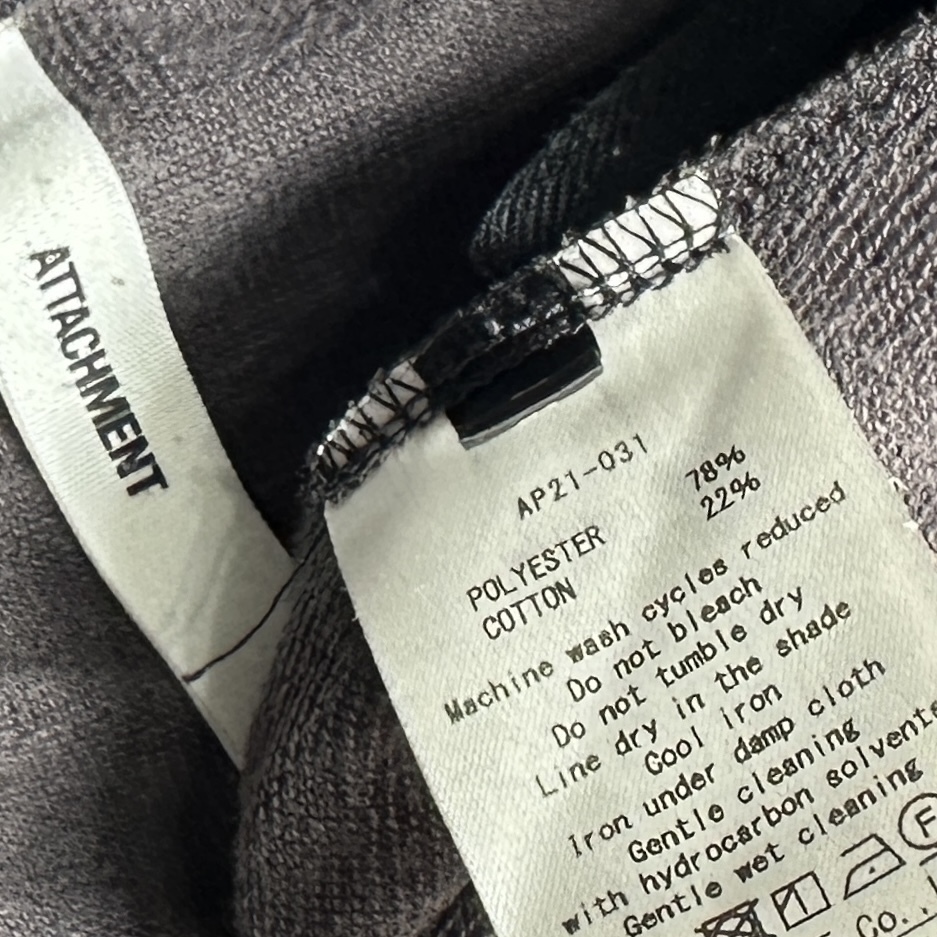 ATTACHMENT
AP21-031
POLYESTER 78%
COTTON 22%
Machine wash cycles reduced
Do not bleach
Do not tumble dry
Line dry in the shade
Cool iron
Iron under damp cloth
Gentle cleaning
with hydrocarbon solvents
Gentle wet cleaning
F
Co.,